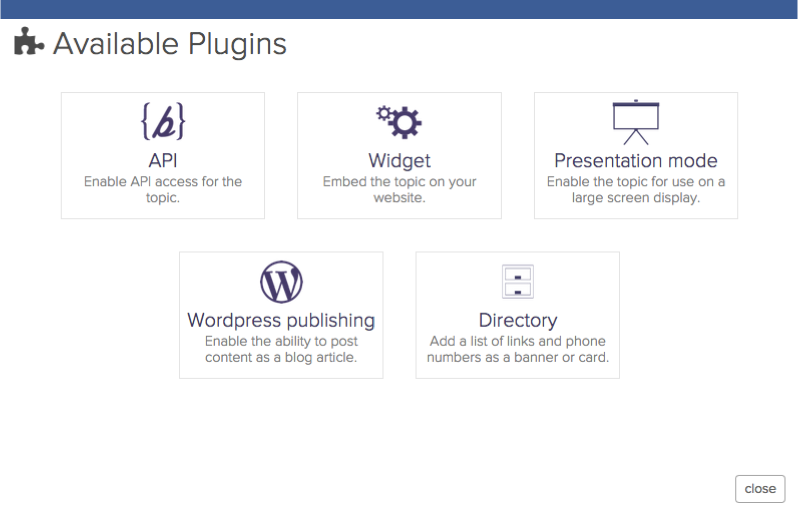 Available Plugins
{b}
API
Enable API access for the
topic.
Widget
Embed the topic on your
website.
Presentation mode
Enable the topic for use on a
large screen display.
W
Wordpress publishing
Enable the ability to post
content as a blog article.
Directory
Add a list of links and phone
numbers as a banner or card.
close